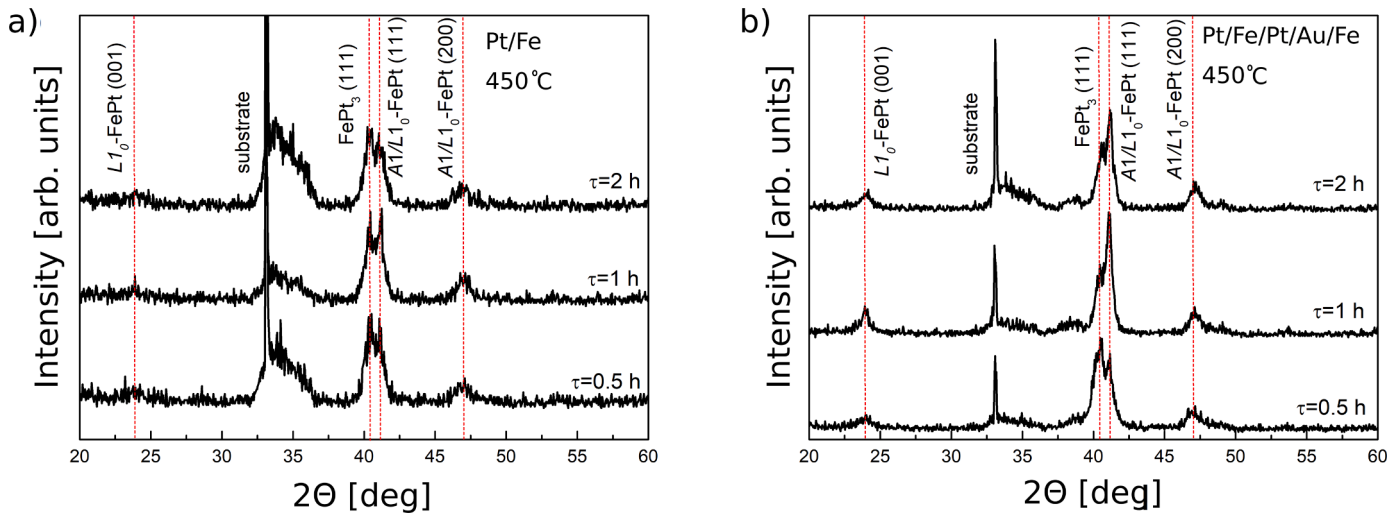 a)
Pt/Fe
450°C
L1₀-FePt (001)
substrate
FePt₃ (111)
A1/L1₀-FePt (111)
A1/L1₀-FePt (200)
τ=2 h
τ=1 h
τ=0.5 h
Intensity [arb. units]
20 25 30 35 40 45 50 55 60
2Θ [deg]
b)
Pt/Fe/Pt/Au/Fe
450°C
L1₀-FePt (001)
substrate
FePt₃ (111)
A1/L1₀-FePt (111)
A1/L1₀-FePt (200)
τ=2 h
τ=1 h
τ=0.5 h
Intensity [arb. units]
20 25 30 35 40 45 50 55 60
2Θ [deg]